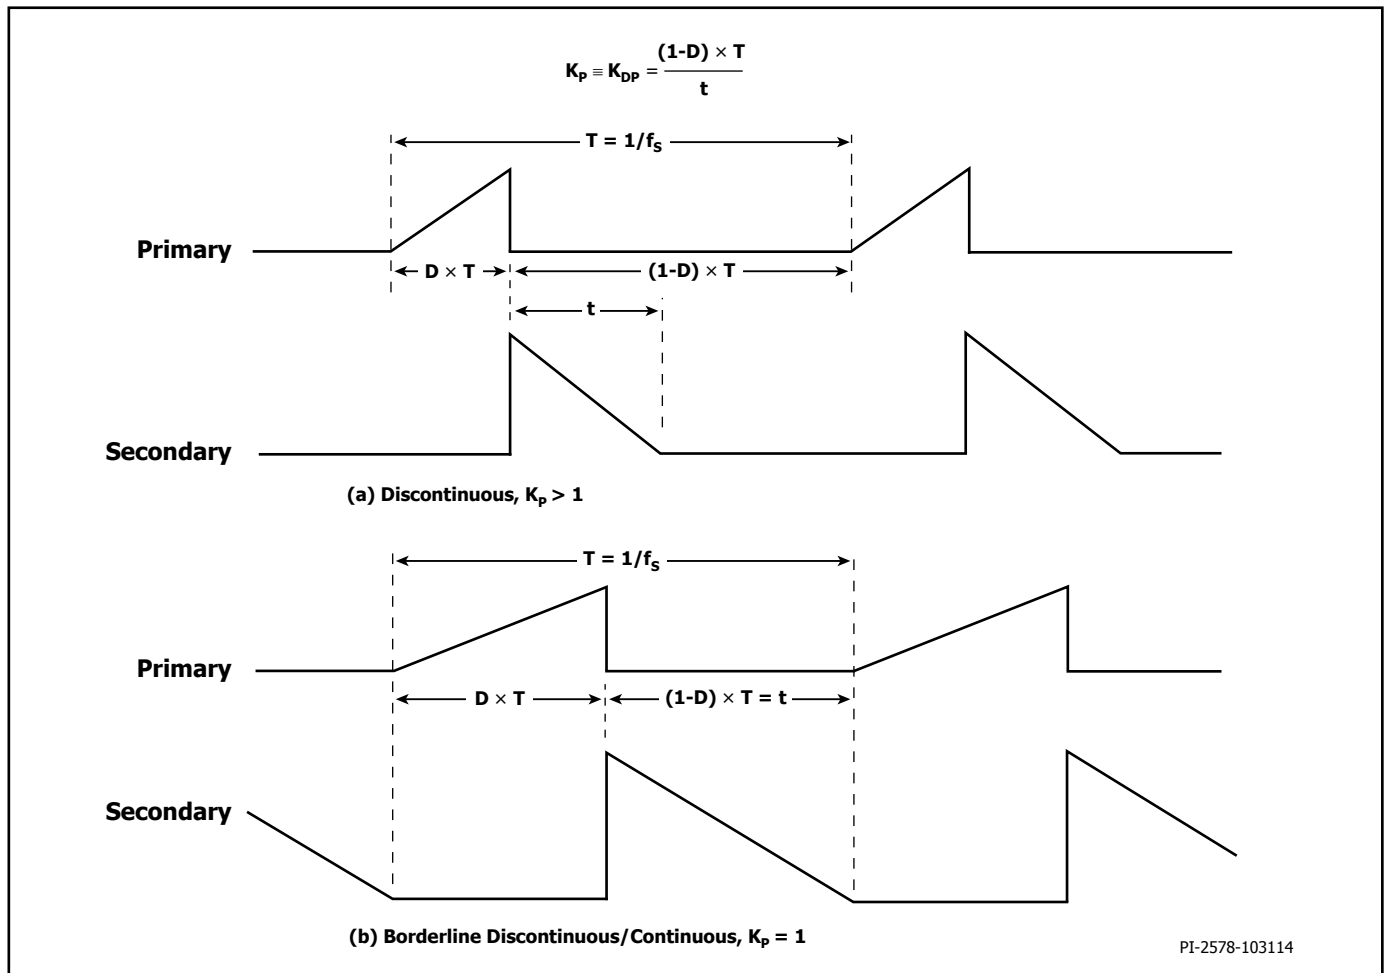 K_P ≡ K_DP = (1-D) × T / t
T = 1/f_S
Primary
D × T
(1-D) × T
t
Secondary
(a) Discontinuous, K_P > 1
T = 1/f_S
Primary
D × T
(1-D) × T = t
Secondary
(b) Borderline Discontinuous/Continuous, K_P = 1
PI-2578-103114